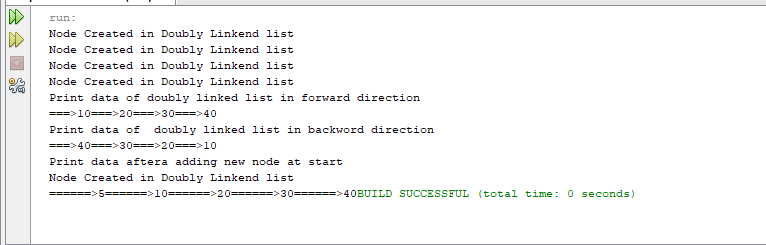 run:
Node Created in Doubly Linkend list
Node Created in Doubly Linkend list
Node Created in Doubly Linkend list
Node Created in Doubly Linkend list
Print data of doubly linked list in forward direction
===>10===>20===>30===>40
Print data of  doubly linked list in backword direction
===>40===>30===>20===>10
Print data aftera adding new node at start
Node Created in Doubly Linkend list
======>5======>10======>20======>30======>40BUILD SUCCESSFUL (total time: 0 seconds)